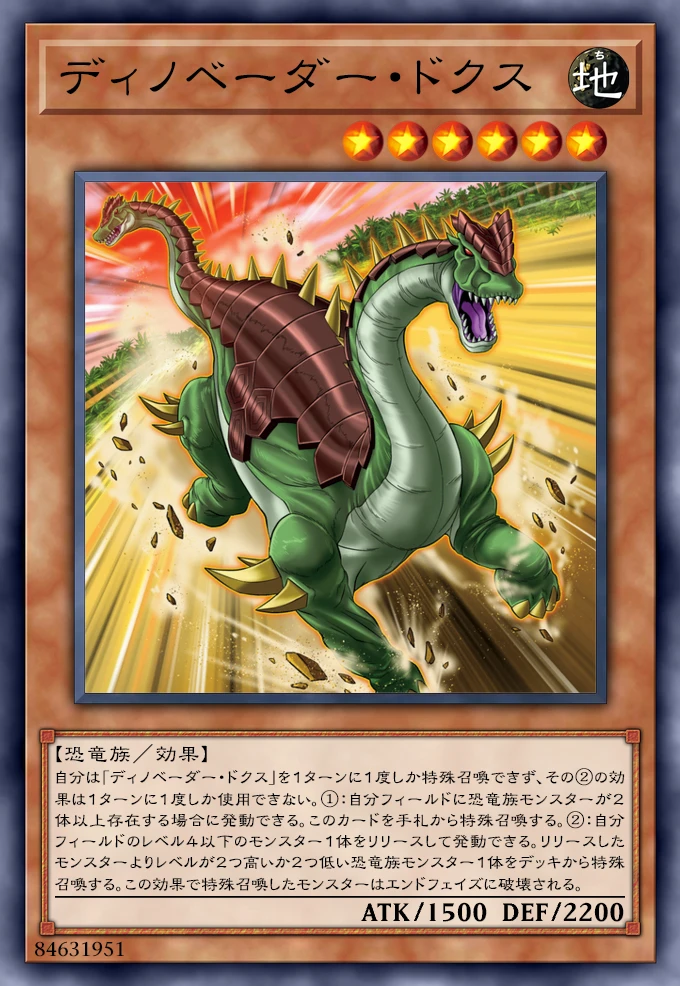 ディノベーダー・ドクス
ち
地
【恐竜族／効果】
自分は「ディノベーダー・ドクス」を1ターンに1度しか特殊召喚できず、その②の効
果は1ターンに1度しか使用できない。①：自分フィールドに恐竜族モンスターが2
体以上存在する場合に発動できる。このカードを手札から特殊召喚する。②：自分
フィールドのレベル4以下のモンスター1体をリリースして発動できる。リリースした
モンスターよりレベルが2つ高いか2つ低い恐竜族モンスター1体をデッキから特殊
召喚する。この効果で特殊召喚したモンスターはエンドフェイズに破壊される。
ATK/1500 DEF/2200
84631951